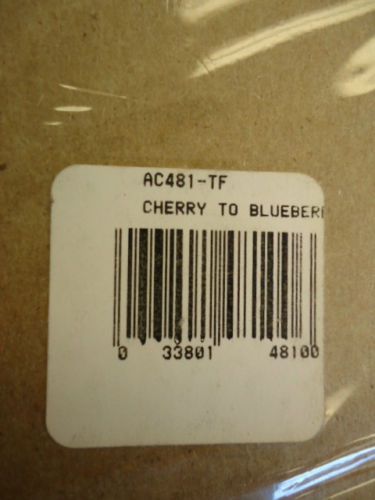 AC481-TF
CHERRY TO BLUEBER
0 33801 48100